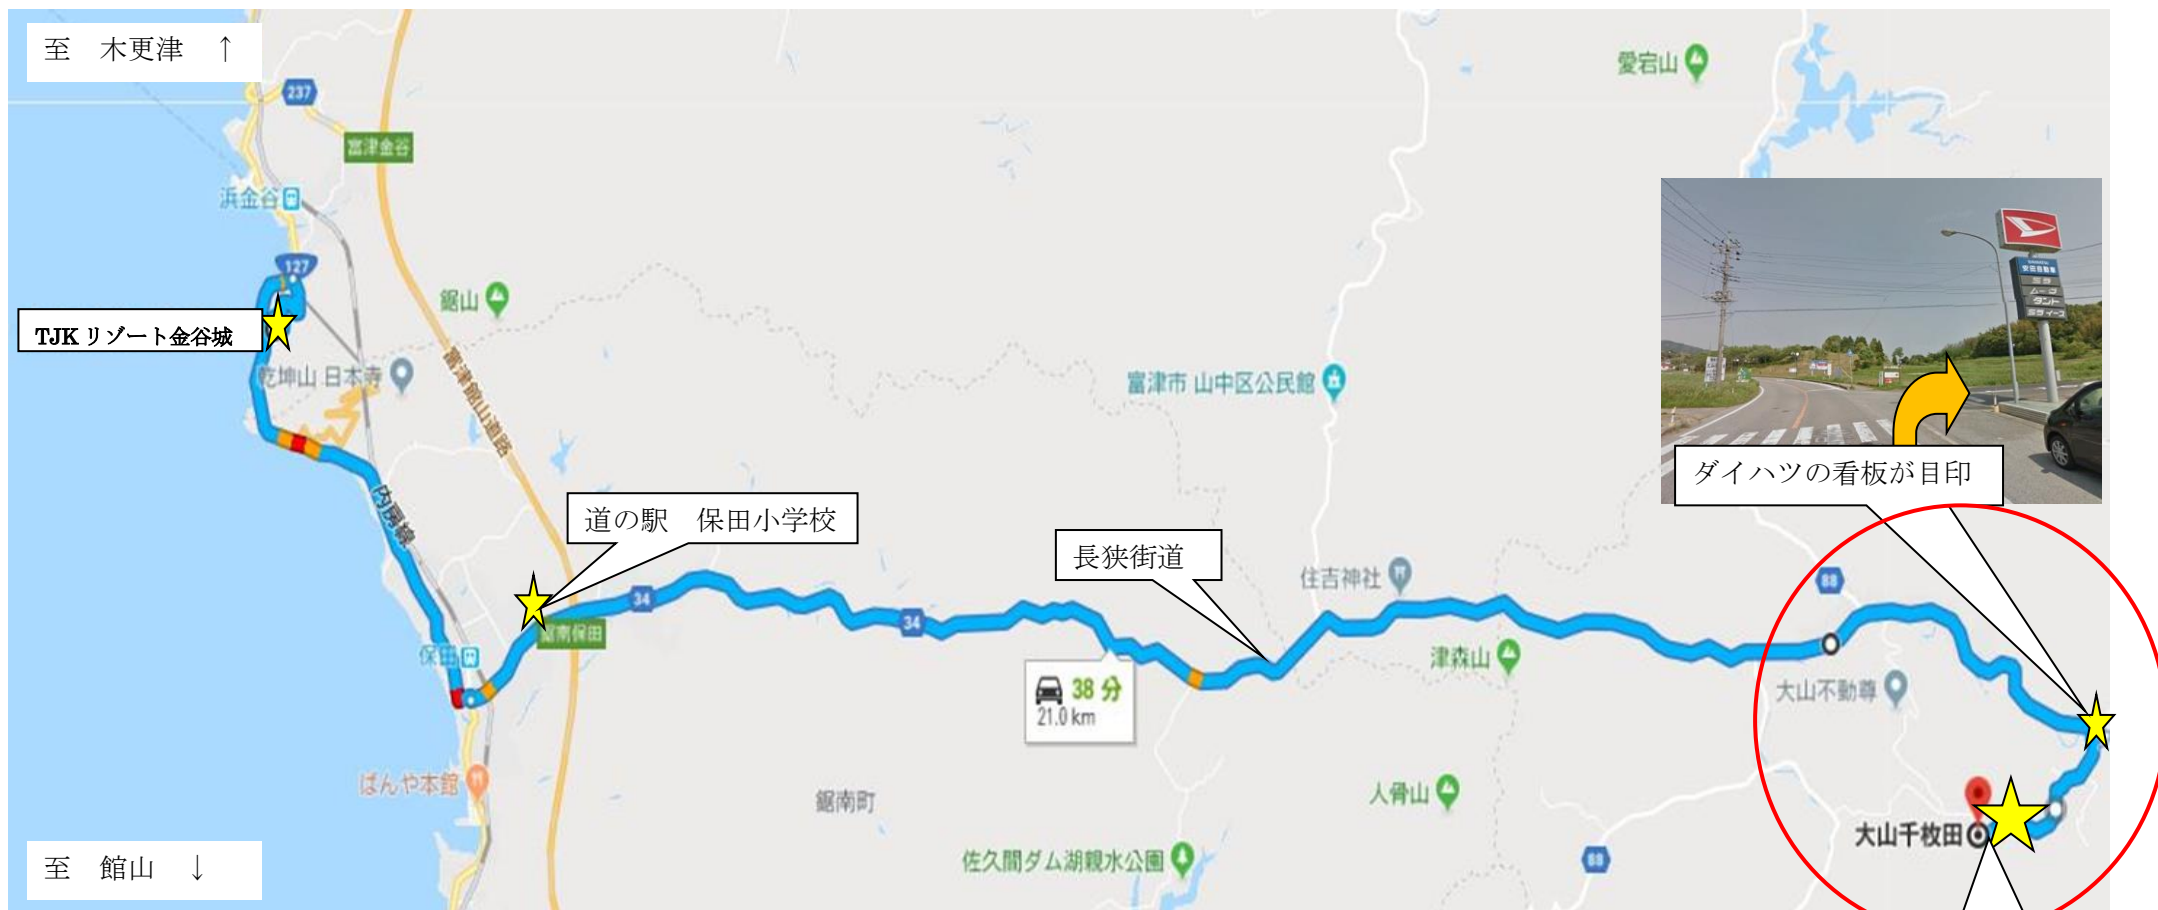 至　木更津　↑
237
富津金谷
愛宕山
浜金谷
127
鋸山
TJK リゾート金谷城
乾坤山 日本寺
富津館山道路
富津市 山中区公民館
タント
ダイハツの看板が目印
内房線
道の駅　保田小学校
長狭街道
住吉神社
88
34
34
鋸南保田
保田
津森山
38 分
21.0 km
大山不動尊
ばんや本館
鋸南町
人骨山
大山千枚田
佐久間ダム湖親水公園
88
至　館山　↓